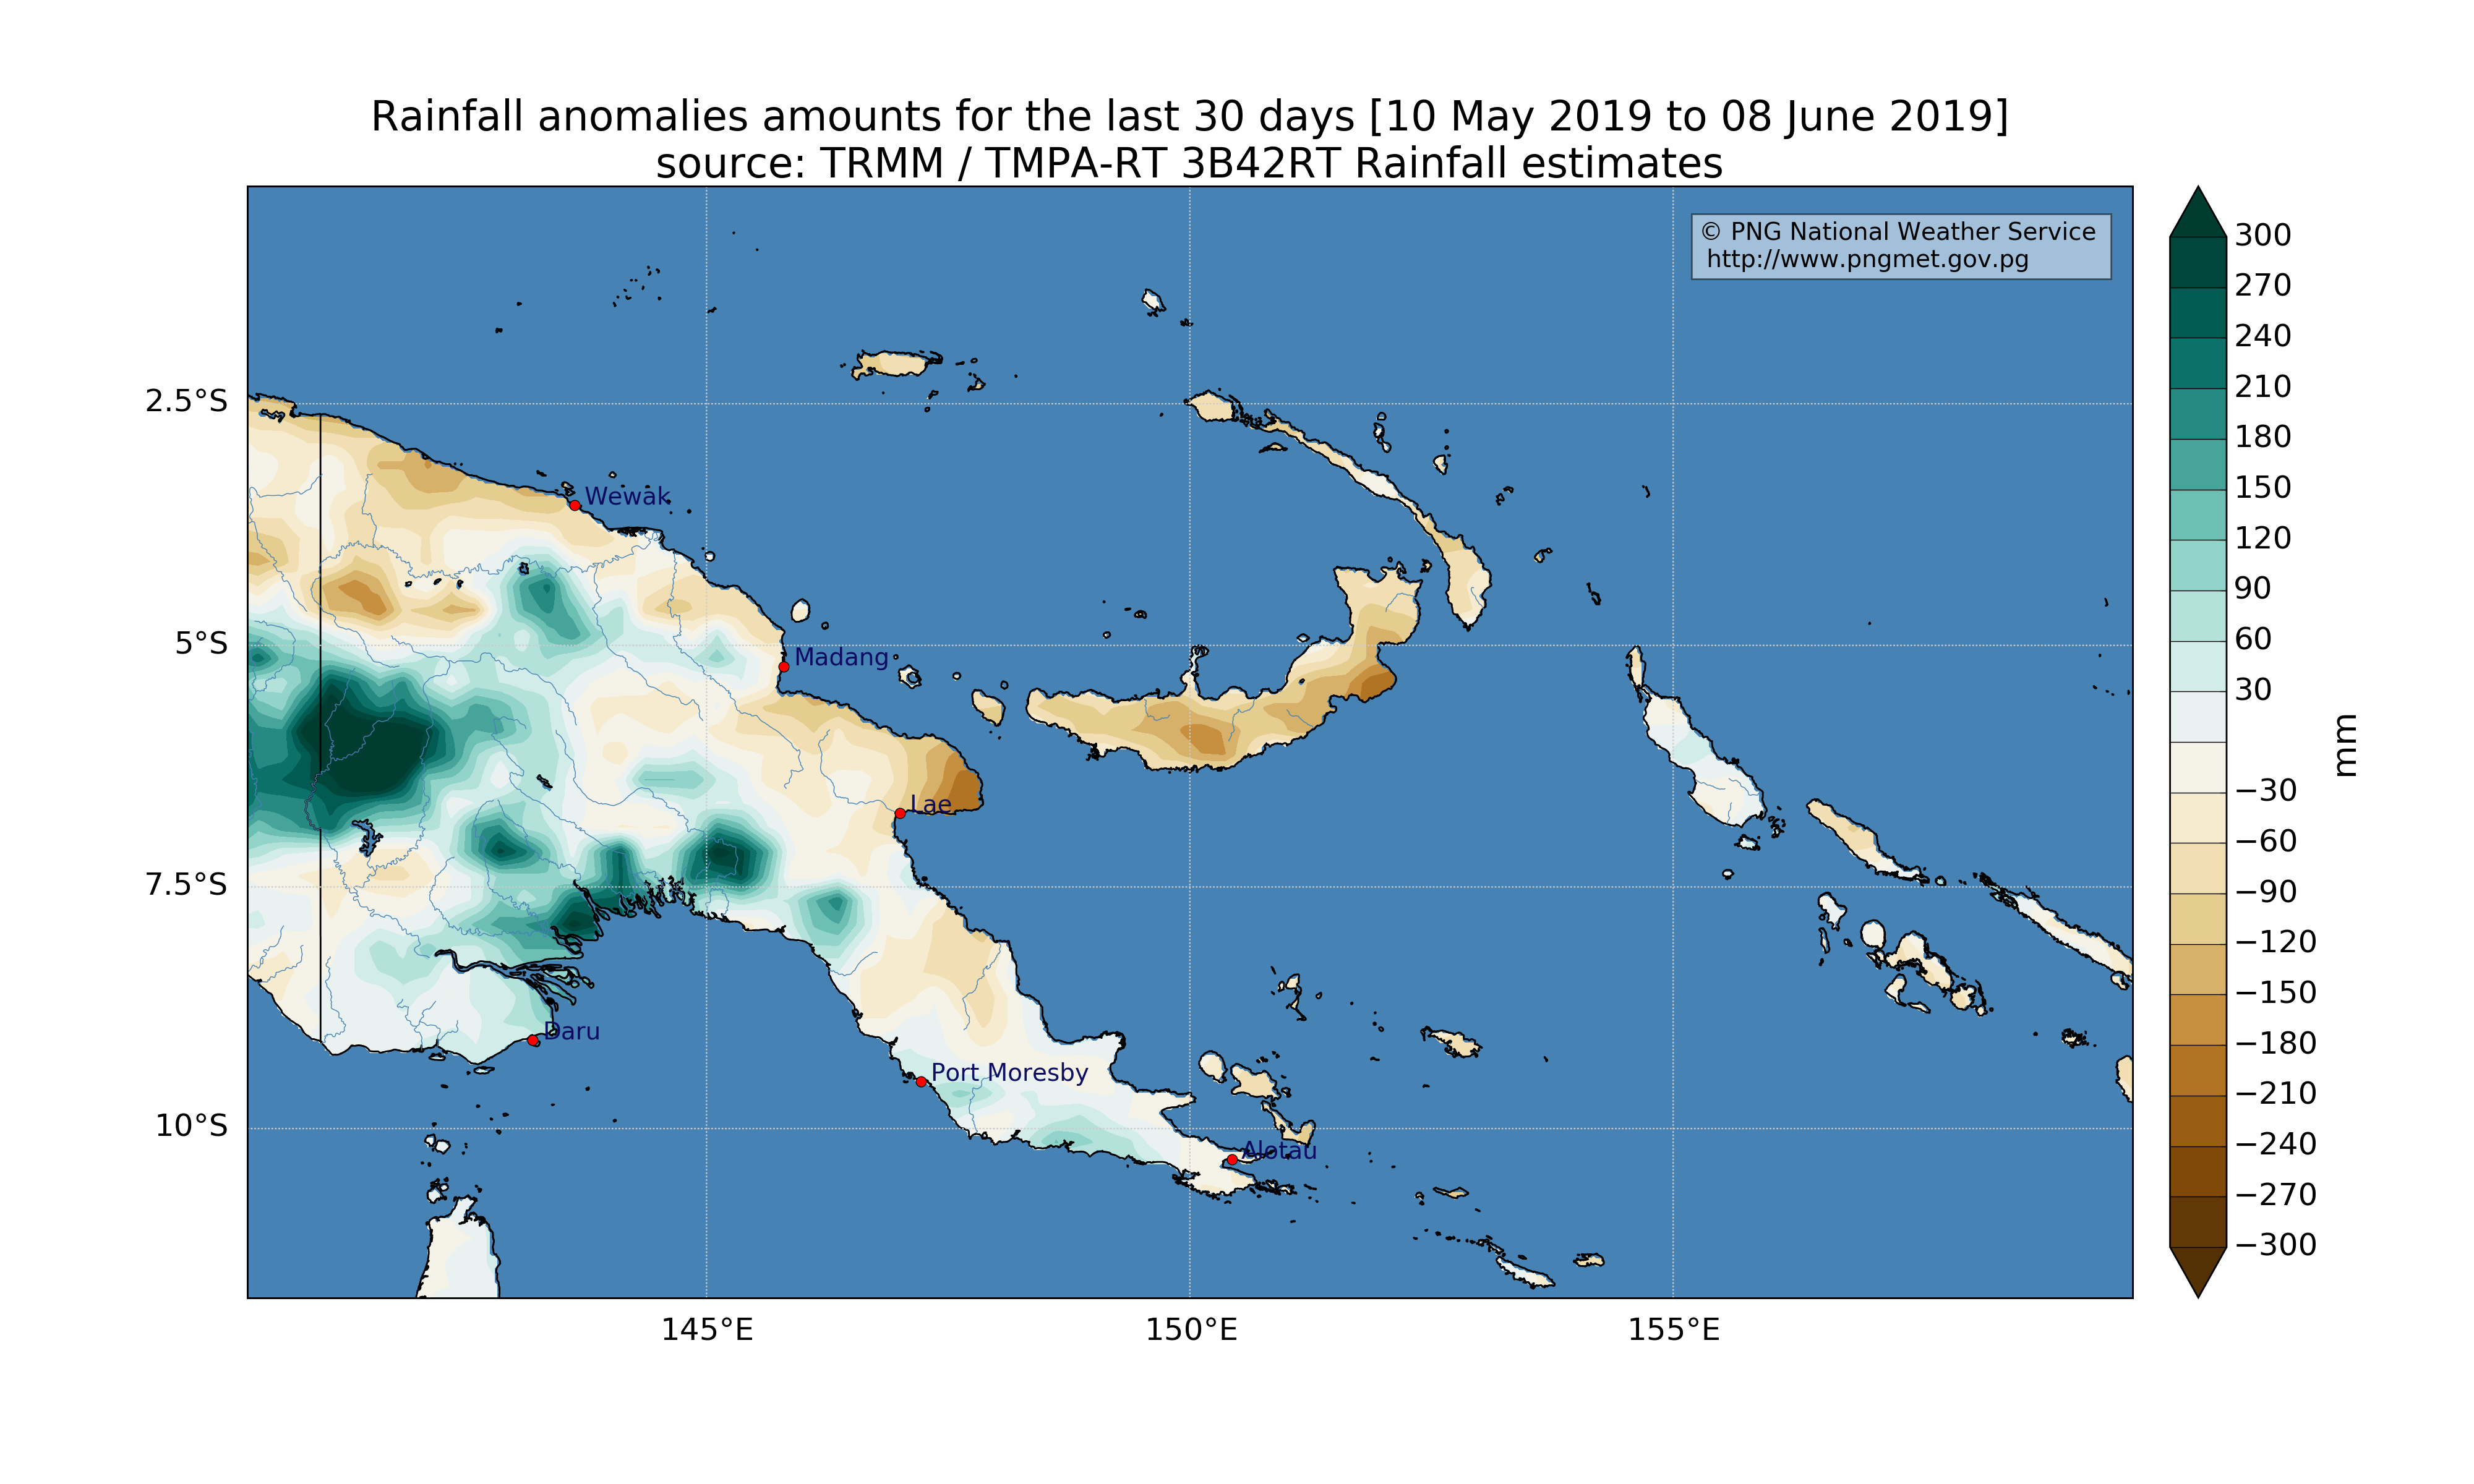 Rainfall anomalies amounts for the last 30 days [10 May 2019 to 08 June 2019]
source: TRMM / TMPA-RT 3B42RT Rainfall estimates
© PNG National Weather Service
http://www.pngmet.gov.pg
2.5°S
5°S
7.5°S
10°S
145°E
150°E
155°E
Wewak
Madang
Lae
Daru
Port Moresby
Alotau
300
270
240
210
180
150
120
90
60
30
−30
−60
−90
−120
−150
−180
−210
−240
−270
−300
mm